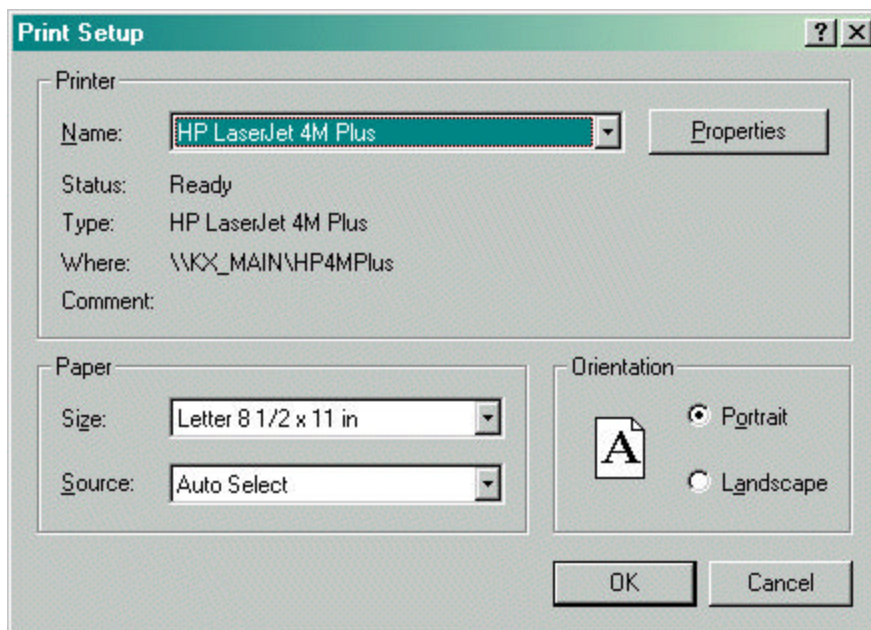 Print Setup
Printer
Name: HP LaserJet 4M Plus Properties
Status: Ready
Type: HP LaserJet 4M Plus
Where: \\KX_MAIN\HP4MPlus
Comment:
Paper
Size: Letter 8 1/2 x 11 in
Source: Auto Select
Orientation
A
Portrait
Landscape
OK Cancel